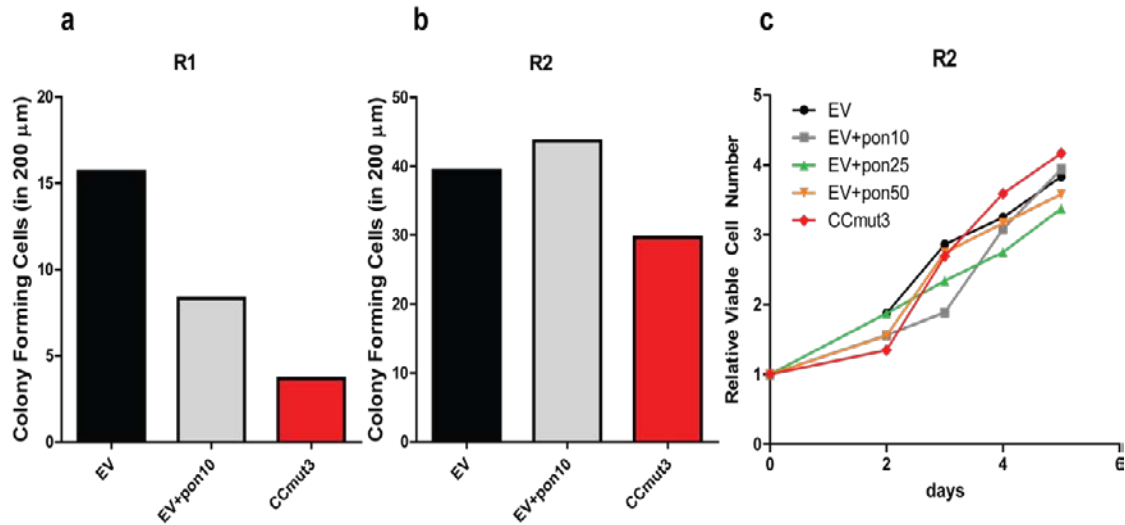 a
R1
Colony Forming Cells (in 200 μm)
20
15
10
5
0
EV
EV+pon10
CCmut3
b
R2
Colony Forming Cells (in 200 μm)
50
40
30
20
10
0
EV
EV+pon10
CCmut3
c
R2
Relative Viable Cell Number
5
4
3
2
1
0
EV
EV+pon10
EV+pon25
EV+pon50
CCmut3
0
2
4
6
days